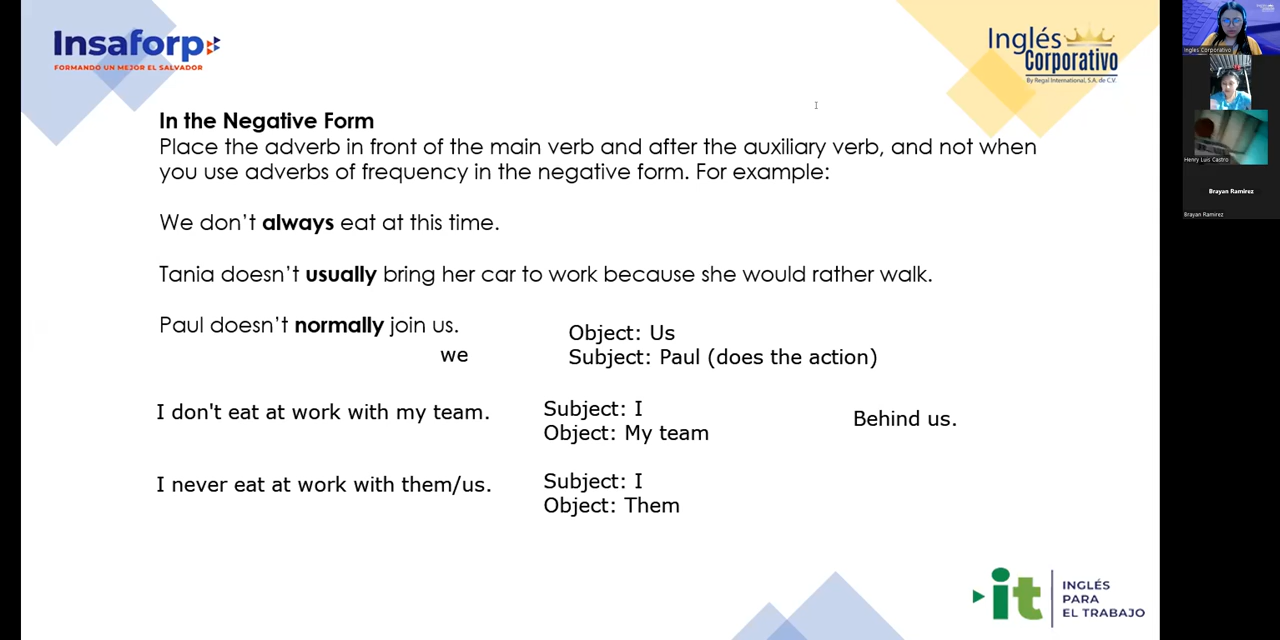 Insaforp
FORMANDO UN MEJOR EL SALVADOR
Inglés
Corporativo
By Regal International, S.A. de C.V.
In the Negative Form
Place the adverb in front of the main verb and after the auxiliary verb, and not when
you use adverbs of frequency in the negative form. For example:
We don't always eat at this time.
Tania doesn't usually bring her car to work because she would rather walk.
Paul doesn't normally join us.
we
Object: Us
Subject: Paul (does the action)
I don't eat at work with my team.
Subject: I
Object: My team
Behind us.
I never eat at work with them/us.
Subject: I
Object: Them
it
INGLÉS
PARA
EL TRABAJO
Ingles Corporativo
Henry Luis Castro
Brayan Ramirez
Brayan Ramirez